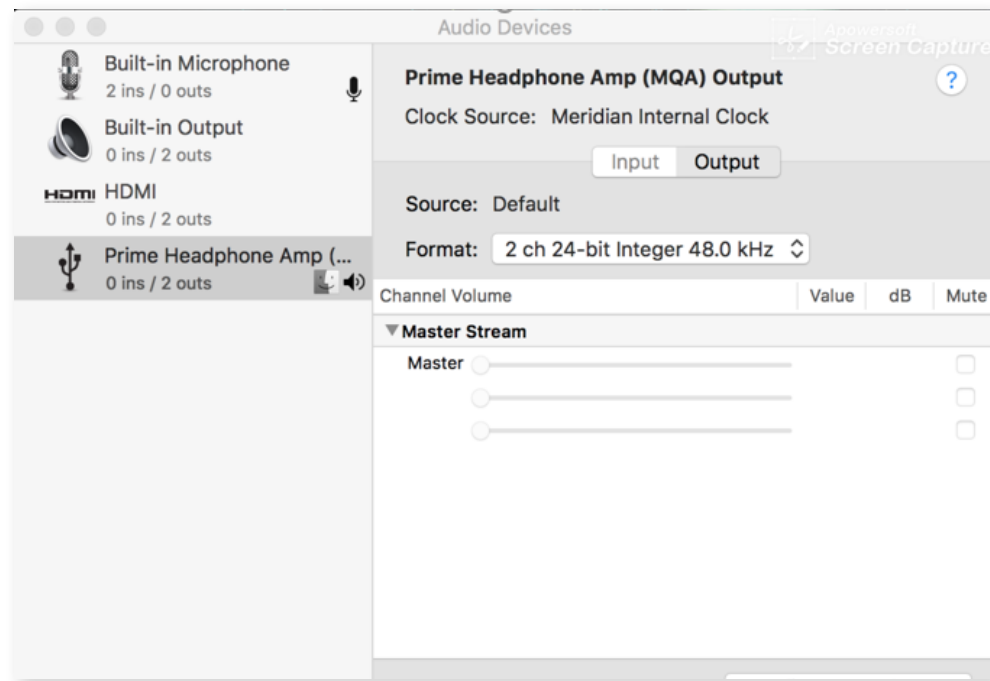 Audio Devices
Apowersoft
Screen Capture
Built-in Microphone
2 ins / 0 outs
Built-in Output
0 ins / 2 outs
HDMI HDMI
0 ins / 2 outs
Prime Headphone Amp (...
0 ins / 2 outs
Prime Headphone Amp (MQA) Output
?
Clock Source: Meridian Internal Clock
Input Output
Source: Default
Format: 2 ch 24-bit Integer 48.0 kHz
Channel Volume Value dB Mute
Master Stream
Master